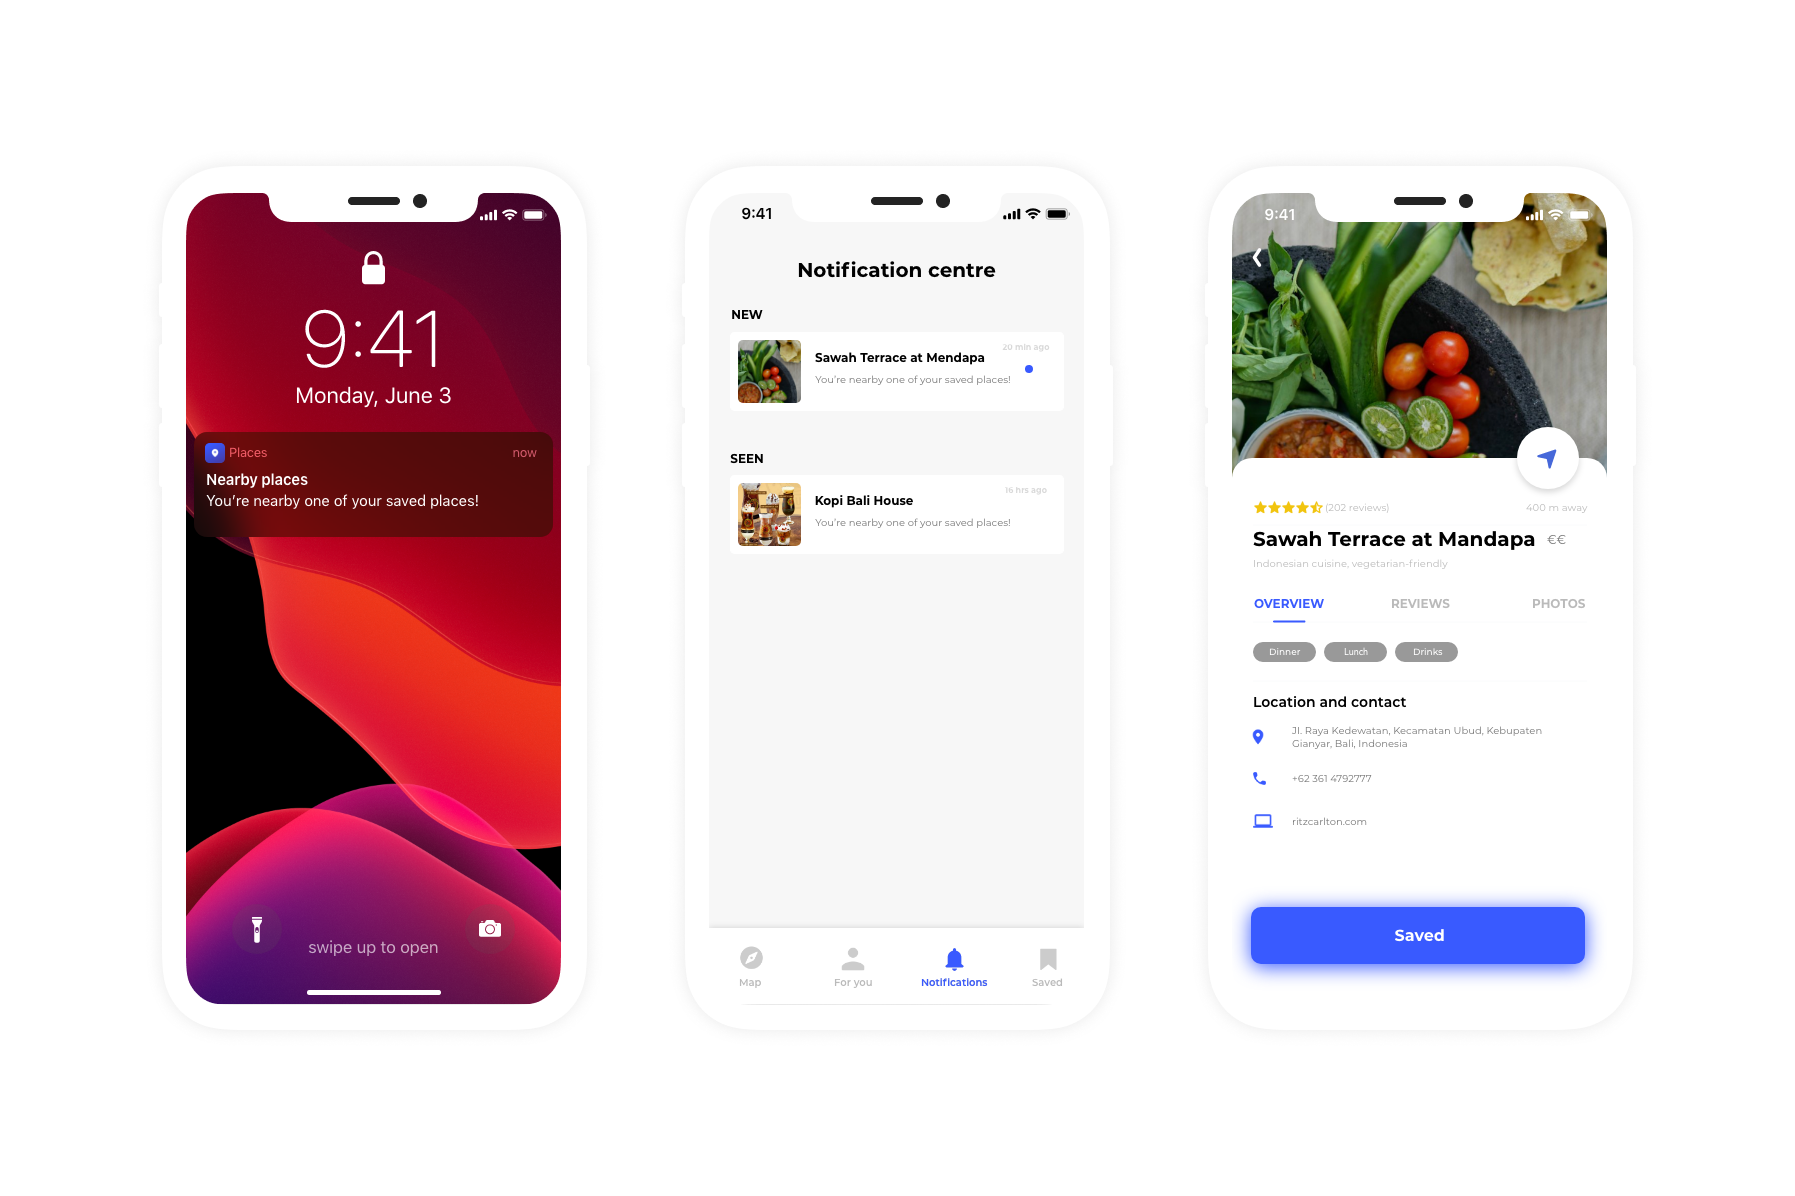 9:41
Monday, June 3
Places
now
Nearby places
You're nearby one of your saved places!
swipe up to open
9:41
Notification centre
NEW
20 min ago
Sawah Terrace at Mendapa
You're nearby one of your saved places!
SEEN
16 hrs ago
Kopi Bali House
You're nearby one of your saved places!
Map
For you
Notifications
Saved
9:41
(202 reviews)
400 m away
Sawah Terrace at Mandapa €€
Indonesian cuisine, vegetarian-friendly
OVERVIEW
REVIEWS
PHOTOS
Dinner
Lunch
Drinks
Location and contact
Jl. Raya Kedewatan, Kecamatan Ubud, Kebupaten
Gianyar, Bali, Indonesia
+62 361 4792777
ritzcarlton.com
Saved